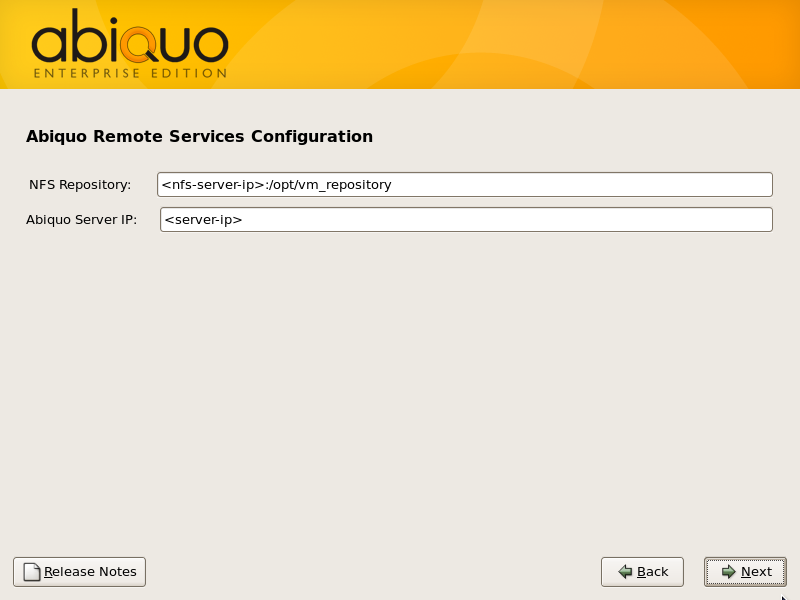 abiquo
ENTERPRISE EDITION
Abiquo Remote Services Configuration
NFS Repository: <nfs-server-ip>:/opt/vm_repository
Abiquo Server IP: <server-ip>
Release Notes Back Next